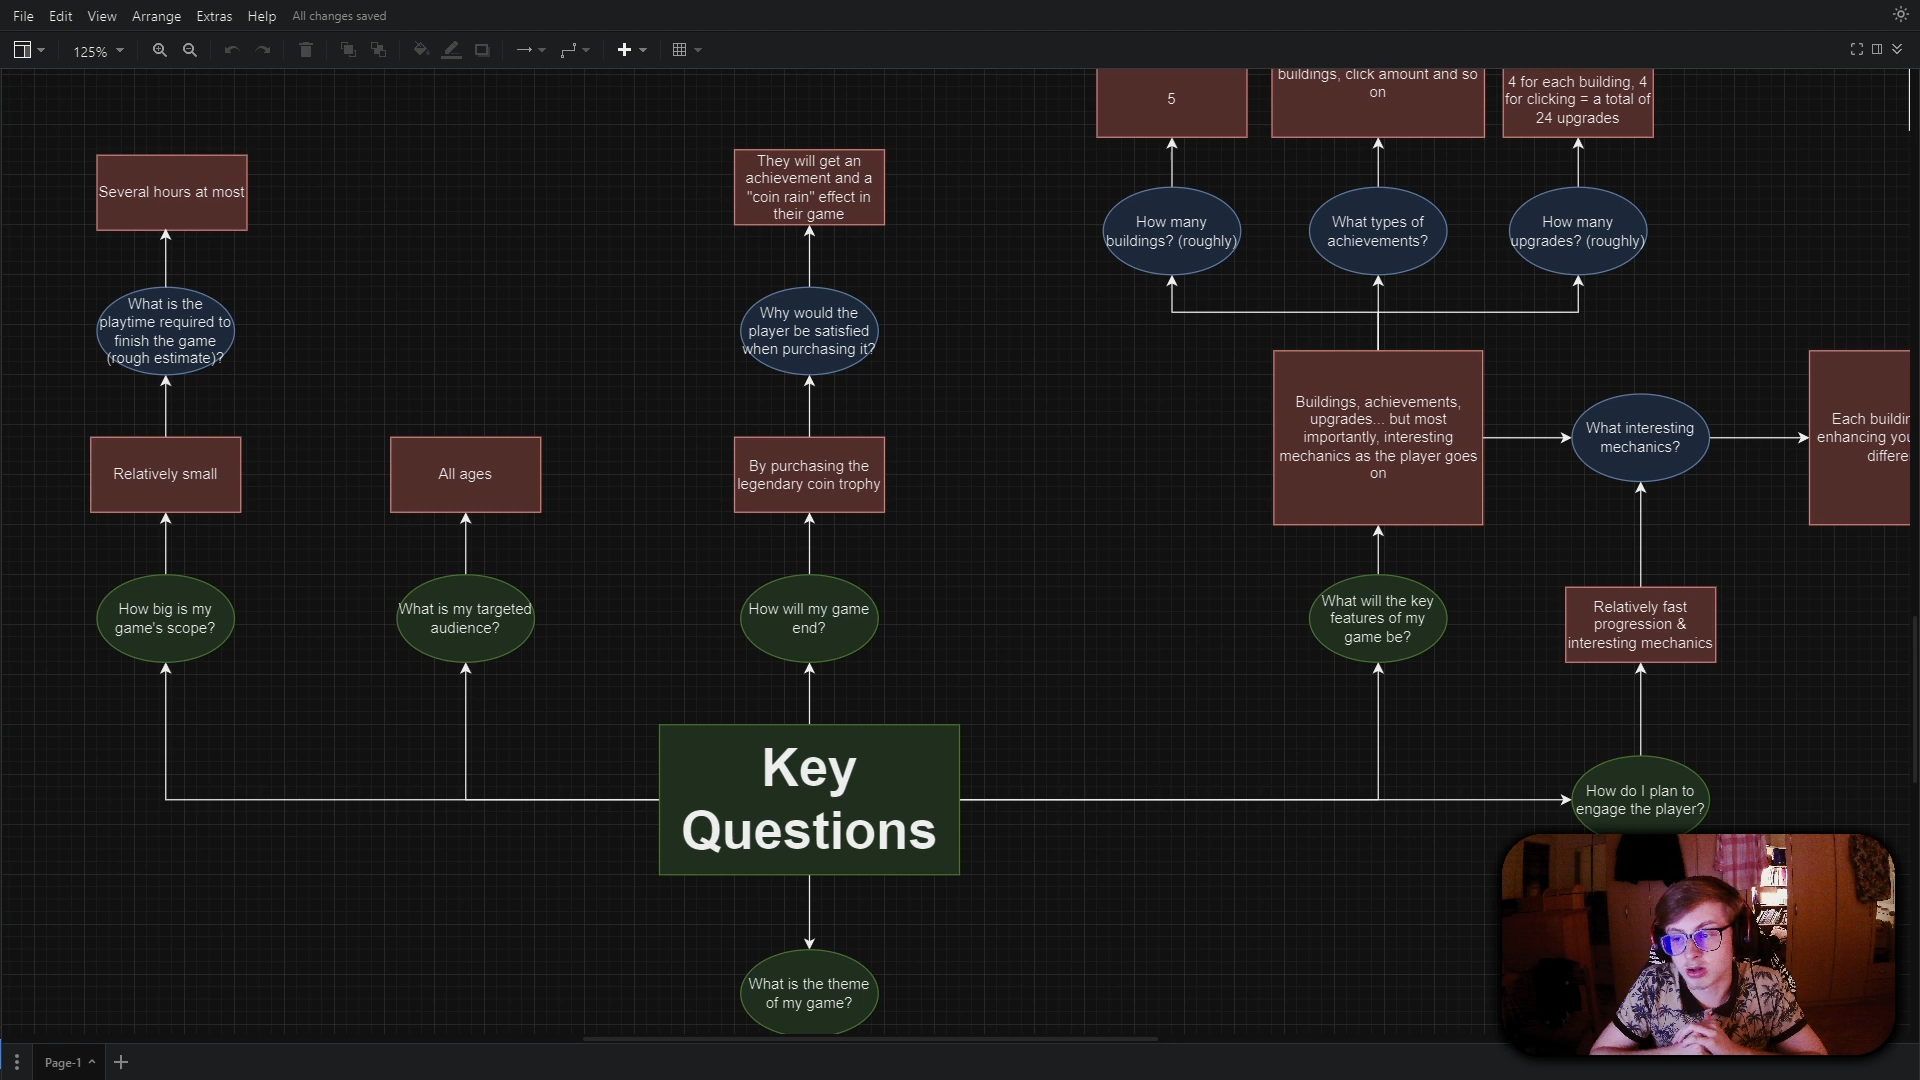 File Edit View Arrange Extras Help All changes saved
125%
buildings, click amount and so
on
5
4 for each building, 4
for clicking = a total of
24 upgrades
Several hours at most
They will get an
achievement and a
"coin rain" effect in
their game
How many
buildings? (roughly)
What types of
achievements?
How many
upgrades? (roughly)
What is the
playtime required to
finish the game
(rough estimate)?
Why would the
player be satisfied
when purchasing it?
Buildings, achievements,
upgrades... but most
importantly, interesting
mechanics as the player goes
on
What interesting
mechanics?
Each buildin
enhancing you
differe
Relatively small
All ages
By purchasing the
legendary coin trophy
How big is my
game's scope?
What is my targeted
audience?
How will my game
end?
What will the key
features of my
game be?
Relatively fast
progression &
interesting mechanics
Key
Questions
How do I plan to
engage the player?
What is the theme
of my game?
Page-1